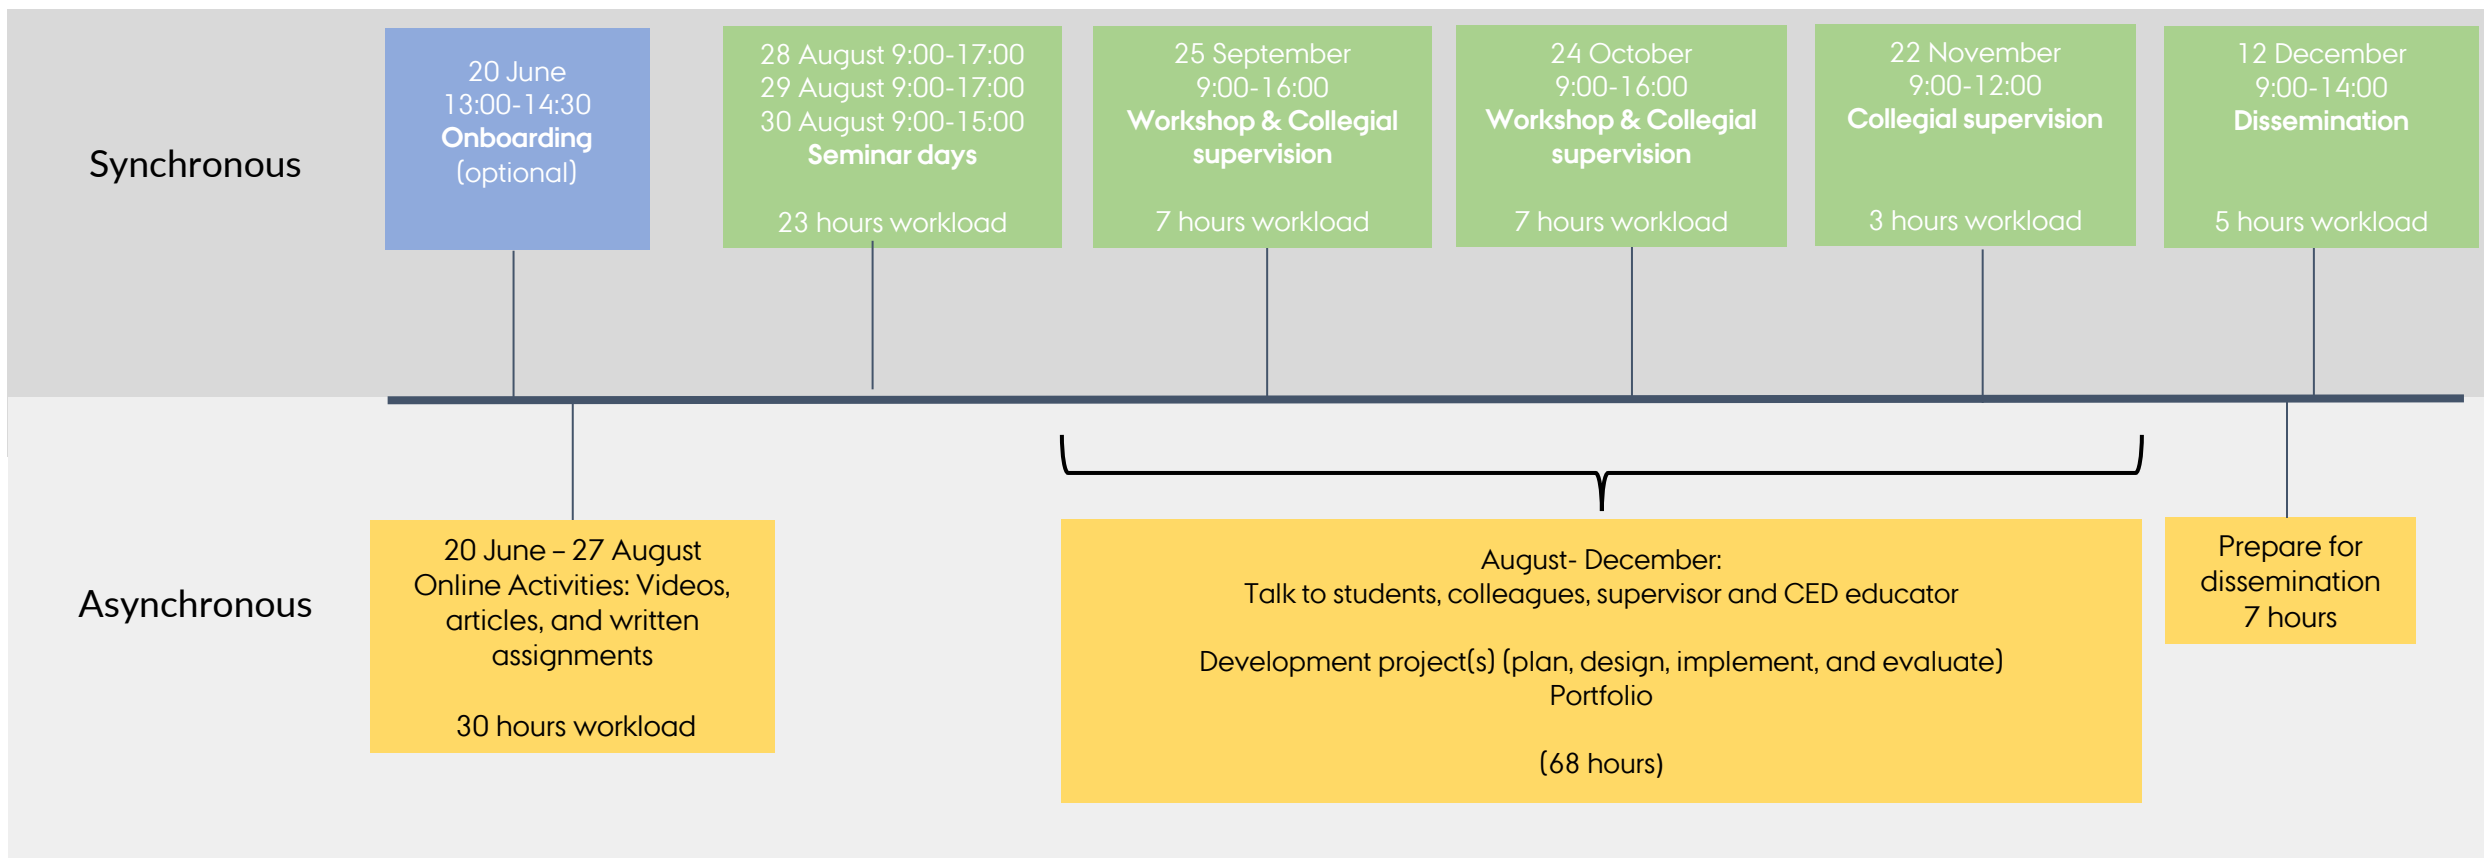 Synchronous
20 June
13:00-14:30
Onboarding
(optional)
28 August 9:00-17:00
29 August 9:00-17:00
30 August 9:00-15:00
Seminar days
23 hours workload
25 September
9:00-16:00
Workshop & Collegial
supervision
7 hours workload
24 October
9:00-16:00
Workshop & Collegial
supervision
7 hours workload
22 November
9:00-12:00
Collegial supervision
3 hours workload
12 December
9:00-14:00
Dissemination
5 hours workload
Asynchronous
20 June – 27 August
Online Activities: Videos,
articles, and written
assignments
30 hours workload
August- December:
Talk to students, colleagues, supervisor and CED educator
Development project(s) (plan, design, implement, and evaluate)
Portfolio
(68 hours)
Prepare for
dissemination
7 hours